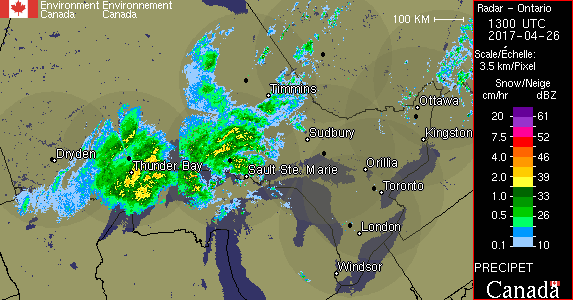 Environment Environnement
Canada Canada
100 KM
Timmins
Ottawa
Sudbury
Kingston
Dryden
Thunder Bay
Sault Ste. Marie
Orillia
Toronto
London
Windsor
Radar - Ontario
1300 UTC
2017-04-26
Scale/Échelle:
3.5 km/Pixel
Snow/Neige
cm/hr dBZ
20 61
7.5 52
4.0 46
2.0 39
1.0 33
0.5 26
0.1 10
PRECIPET
Canada